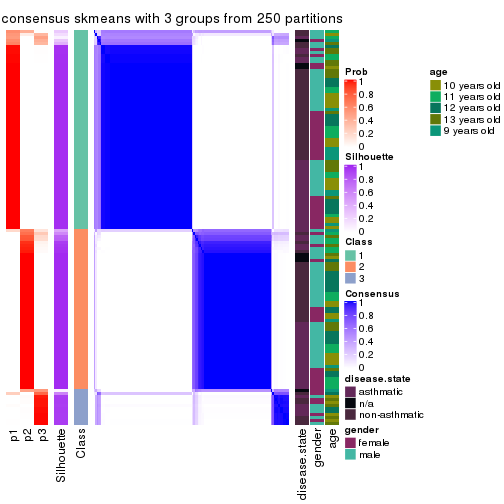 consensus skmeans with 3 groups from 250 partitions
Prob
1
0.8
0.6
0.4
0.2
0
Silhouette
1
0.8
0.6
0.4
0.2
0
Class
1
2
3
Consensus
1
0.8
0.6
0.4
0.2
0
disease.state
asthmatic
n/a
non-asthmatic
gender
female
male
age
10 years old
11 years old
12 years old
13 years old
9 years old
p1
p2
p3
Silhouette
Class
disease.state
gender
age